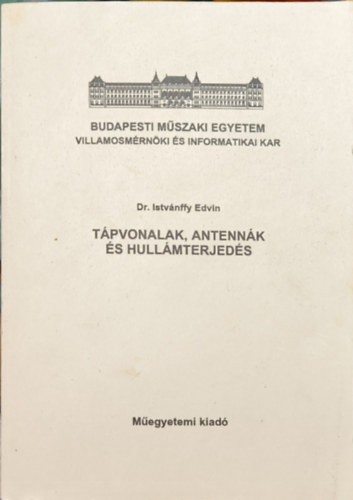 BUDAPESTI MŰSZAKI EGYETEM
VILLAMOSMÉRNÖKI ÉS INFORMATIKAI KAR
Dr. Istvánffy Edvin
TÁPVONALAK, ANTENNÁK
ÉS HULLÁMTERJEDÉS
Műegyetemi kiadó